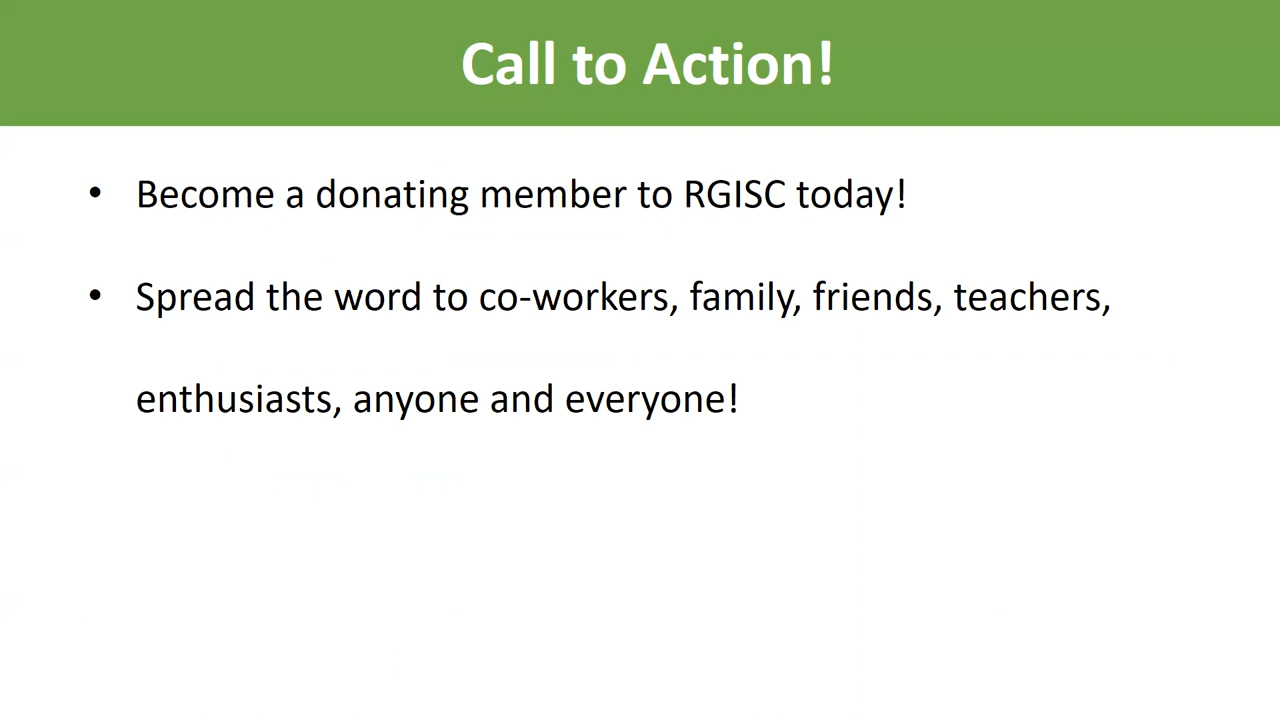 Call to Action!
• Become a donating member to RGISC today!
• Spread the word to co-workers, family, friends, teachers,
enthusiasts, anyone and everyone!